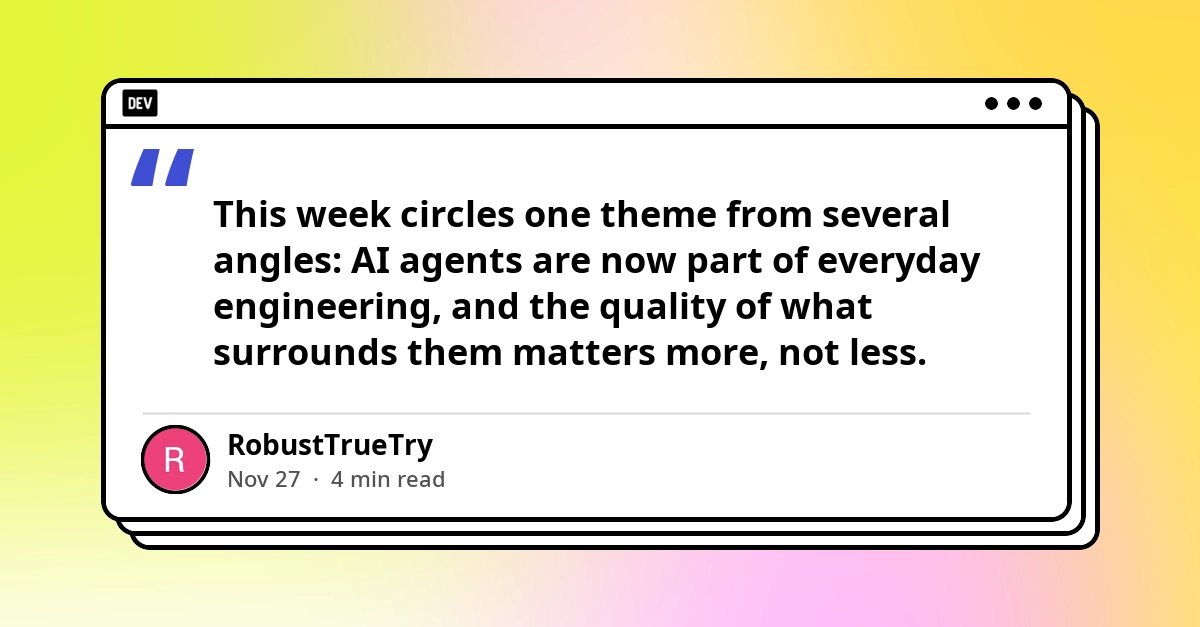 DEV
“
This week circles one theme from several
angles: AI agents are now part of everyday
engineering, and the quality of what
surrounds them matters more, not less.
R
RobustTrueTry
Nov 27 · 4 min read